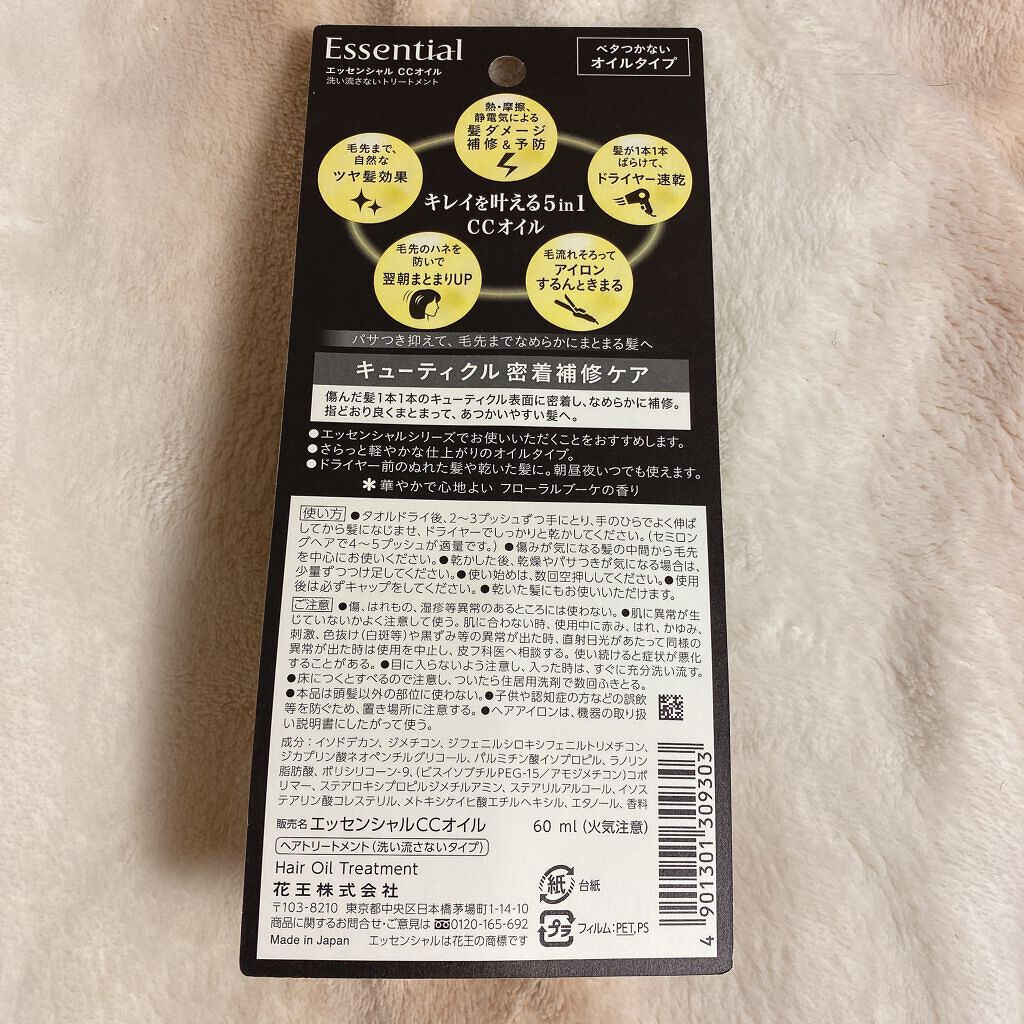 Essential
エッセンシャル CCオイル
洗い流さないトリートメント
ベタつかない
オイルタイプ
熱・摩擦、
静電気による
髪ダメージ
補修&予防
毛先まで、
自然な
ツヤ髪効果
髪が1本1本
ばらけて、
ドライヤー速乾
キレイを叶える5in1
CCオイル
毛先のハネを
防いで
翌朝まとまりUP
毛流れそろって
アイロン
するんときまる
パサつき抑えて、毛先までなめらかにまとまる髪へ
キューティクル 密着補修ケア
傷んだ髪1本1本のキューティクル表面に密着し、なめらかに補修。
指どおり良くまとまって、あつかいやすい髪へ。
●エッセンシャルシリーズでお使いいただくことをおすすめします。
●さらっと軽やかな仕上がりのオイルタイプ。
●ドライヤー前のぬれた髪や乾いた髪に。朝昼夜いつでも使えます。
✻華やかで心地よい フローラルブーケの香り
使い方 ●タオルドライ後、2〜3プッシュずつ手にとり、手のひらでよく伸ば
してから髪になじませ、ドライヤーでしっかりと乾かしてください。(セミロン
グヘアで4〜5プッシュが適量です。) ●傷みが気になる髪の中間から毛先
を中心にお使いください。●乾かした後、乾燥やパサつきが気になる場合は、
少量ずつつけ足してください。●使い始めは、数回空押ししてください。●使用
後は必ずキャップをしてください。●乾いた髪にもお使いいただけます。
ご注意 ●傷、はれもの、湿疹等異常のあるところには使わない。●肌に異常が生
じていないかよく注意して使う。肌に合わない時、使用中に赤み、はれ、かゆみ、
刺激、色抜け(白斑等)や黒ずみ等の異常が出た時、直射日光があたって同様の
異常が出た時は使用を中止し、皮フ科医へ相談する。使い続けると症状が悪化
することがある。●目に入らないよう注意し、入った時は、すぐに充分洗い流す。
●床につくとすべるので注意し、ついたら住居用洗剤で数回ふきとる。
●本品は頭髪以外の部位に使わない。●子供や認知症の方などの誤飲
等を防ぐため、置き場所に注意する。●ヘアアイロンは、機器の取り扱
い説明書にしたがって使う。
成分：イソドデカン、ジメチコン、ジフェニルシロキシフェニルトリメチコン、
ジカプリン酸ネオペンチルグリコール、パルミチン酸イソプロピル、ラノリン
脂肪酸、ポリシリコーン-9、(ビスイソブチルPEG-15/アモジメチコン)コポ
リマー、ステアロキシプロピルジメチルアミン、ステアリルアルコール、イソス
テアリン酸コレステリル、メトキシケイヒ酸エチルヘキシル、エタノール、香料
販売名 エッセンシャルCCオイル 60 ml (火気注意)
ヘアトリートメント(洗い流さないタイプ)
Hair Oil Treatment
花王株式会社
〒103-8210 東京都中央区日本橋茅場町1-14-10
商品に関するお問合せ・ご意見は 0120-165-692
Made in Japan エッセンシャルは花王の商標です
紙 台紙
プラ フィルム：PET,PS
4 901301 309303